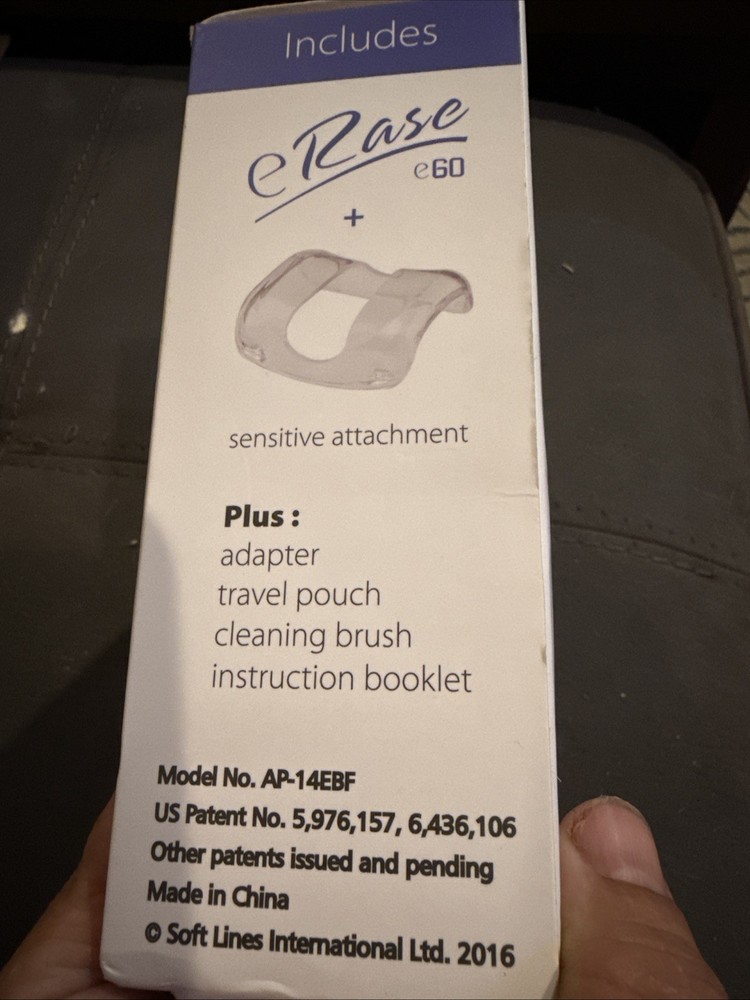 Includes
eRase
e60
+
sensitive attachment
Plus :
adapter
travel pouch
cleaning brush
instruction booklet
Model No. AP-14EBF
US Patent No. 5,976,157, 6,436,106
Other patents issued and pending
Made in China
© Soft Lines International Ltd. 2016